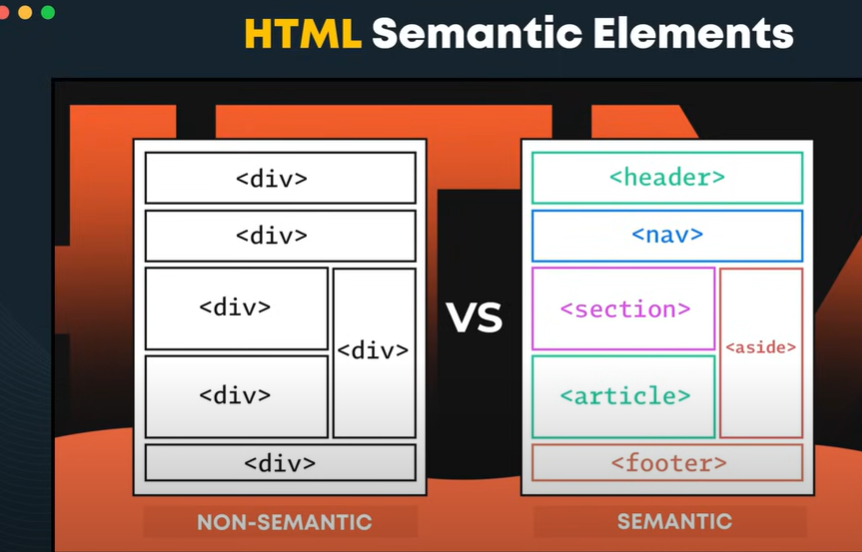 HTML Semantic Elements
<div>
<div>
<div>
<div>
<div>
<div>
NON-SEMANTIC
VS
<header>
<nav>
<section>
<aside>
<article>
<footer>
SEMANTIC